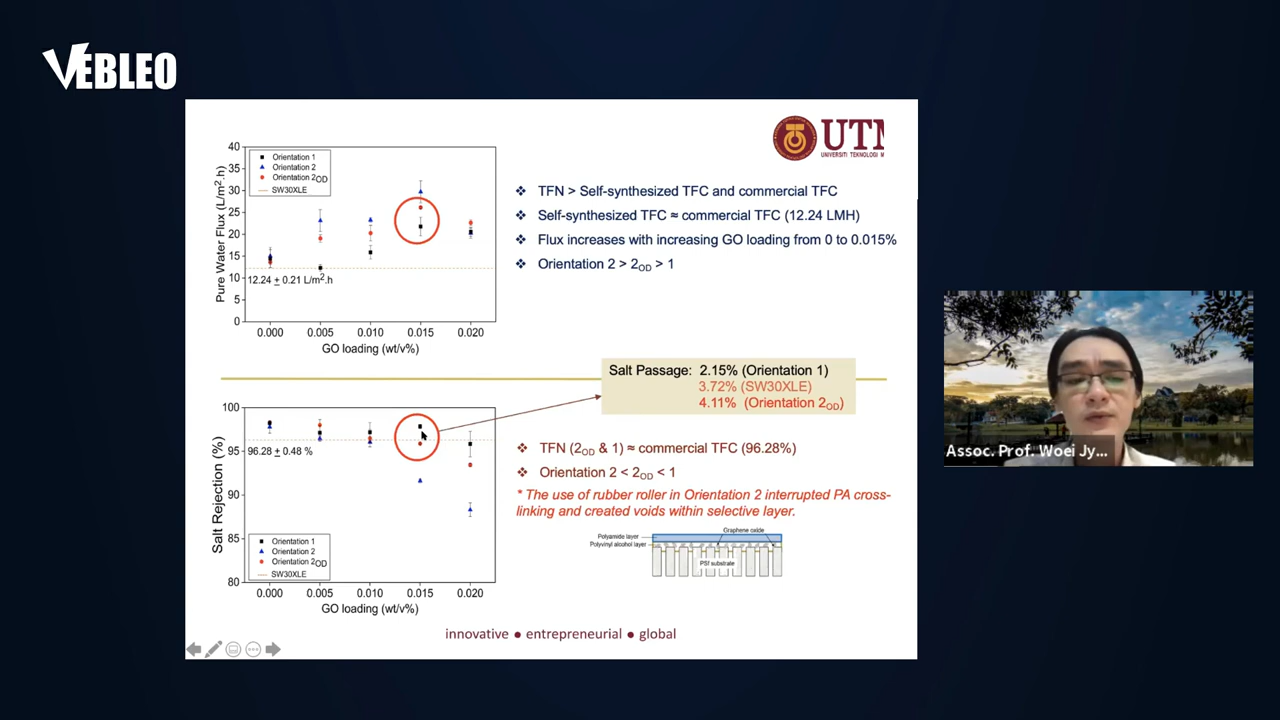 VEBLEO
UTM
UNIVERSITI TEKNOLOGI M
40
35
30
25
20
15
10
5
0
Pure Water Flux (L/m².h)
Orientation 1
Orientation 2
Orientation 2OD
SW30XLE
12.24 ± 0.21 L/m².h
0.000 0.005 0.010 0.015 0.020
GO loading (wt/v%)
❖ TFN > Self-synthesized TFC and commercial TFC
❖ Self-synthesized TFC ≈ commercial TFC (12.24 LMH)
❖ Flux increases with increasing GO loading from 0 to 0.015%
❖ Orientation 2 > 2OD > 1
Salt Passage: 2.15% (Orientation 1)
3.72% (SW30XLE)
4.11% (Orientation 2OD)
100
95
90
85
80
Salt Rejection (%)
96.28 ± 0.48 %
Orientation 1
Orientation 2
Orientation 2OD
SW30XLE
0.000 0.005 0.010 0.015 0.020
GO loading (wt/v%)
❖ TFN (2OD & 1) ≈ commercial TFC (96.28%)
❖ Orientation 2 < 2OD < 1
* The use of rubber roller in Orientation 2 interrupted PA cross-
linking and created voids within selective layer.
Graphene oxide
Polyamide layer
Polyvinyl alcohol layer
PSf substrate
innovative ● entrepreneurial ● global
Assoc. Prof. Woei Jy...